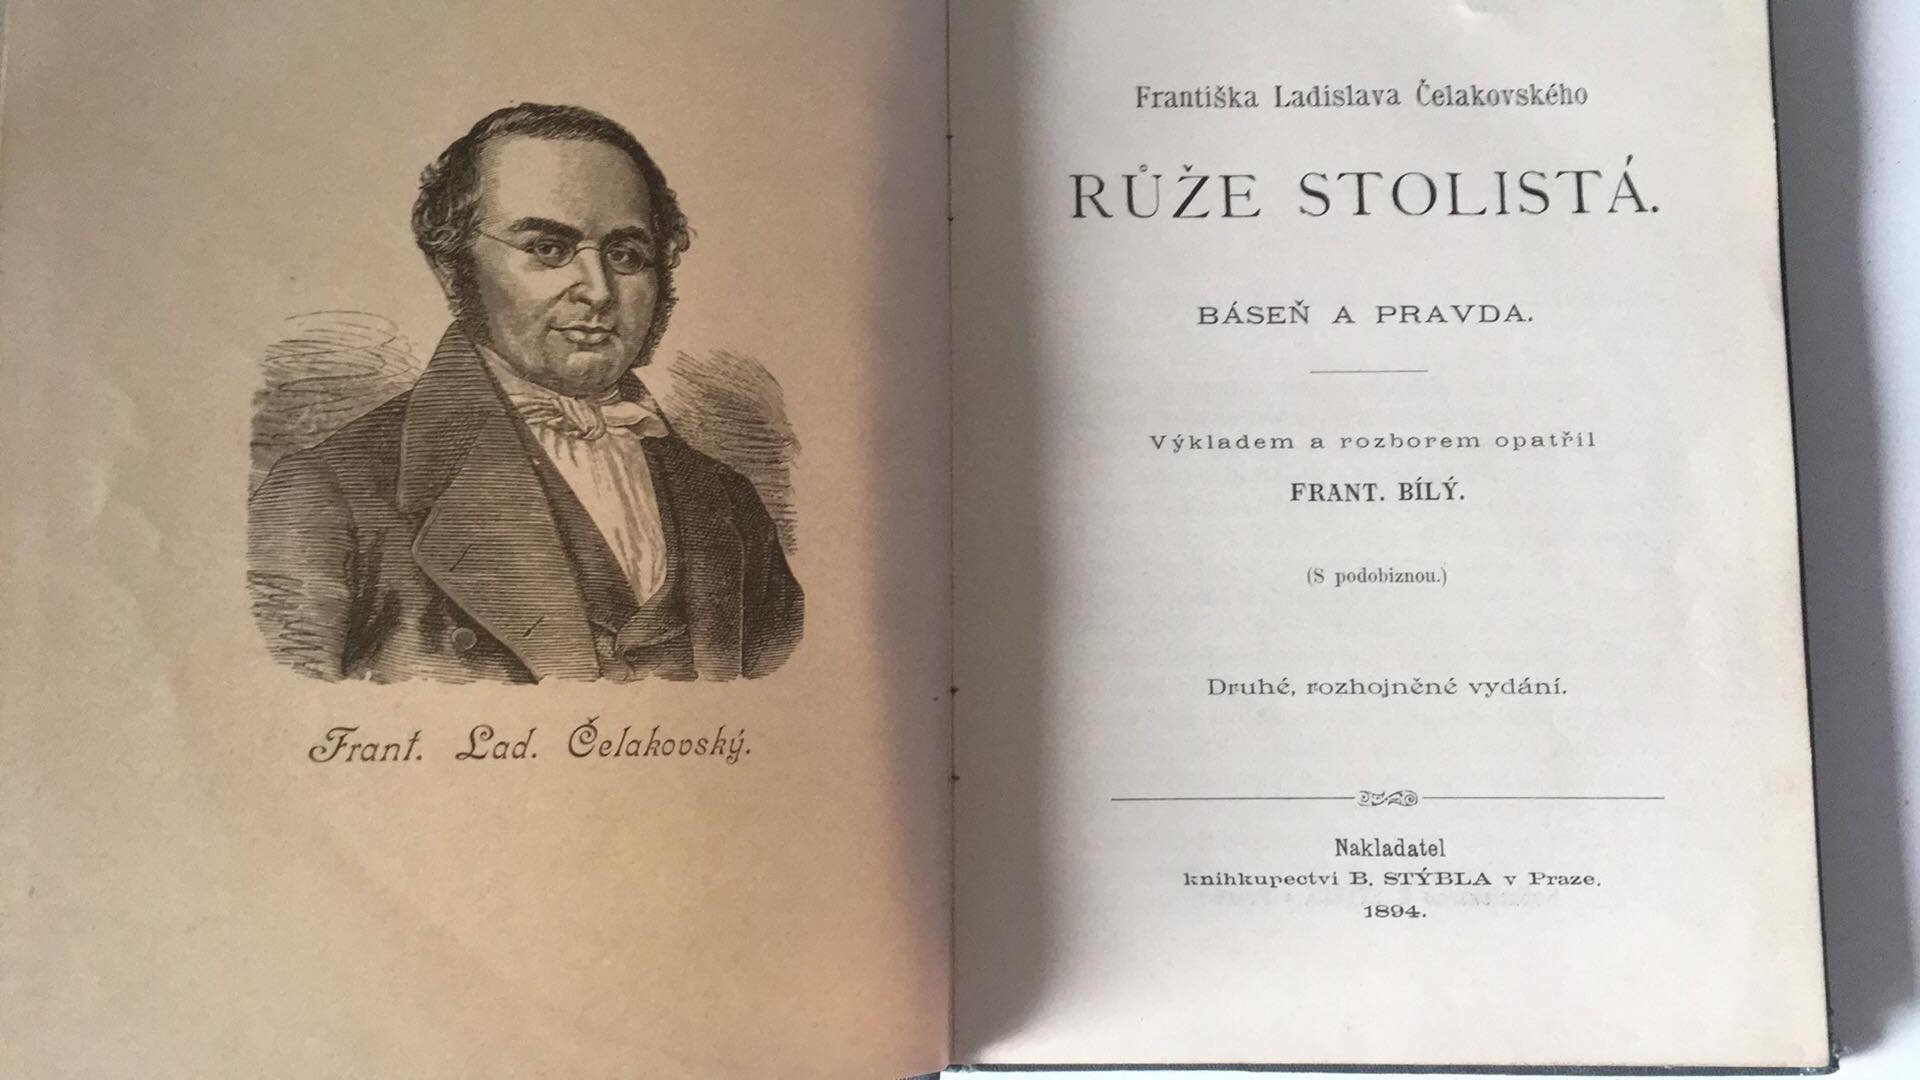 Frant. Lad. Čelakovský.
Františka Ladislava Čelakovského
RŮŽE STOLISTÁ.
BÁSEŇ A PRAVDA.
Výkladem a rozborem opatřil
FRANT. BÍLÝ.
(S podobiznou.)
Druhé, rozhojněné vydání.
Nakladatel
knihkupectví B. STÝBLA v Praze.
1894.